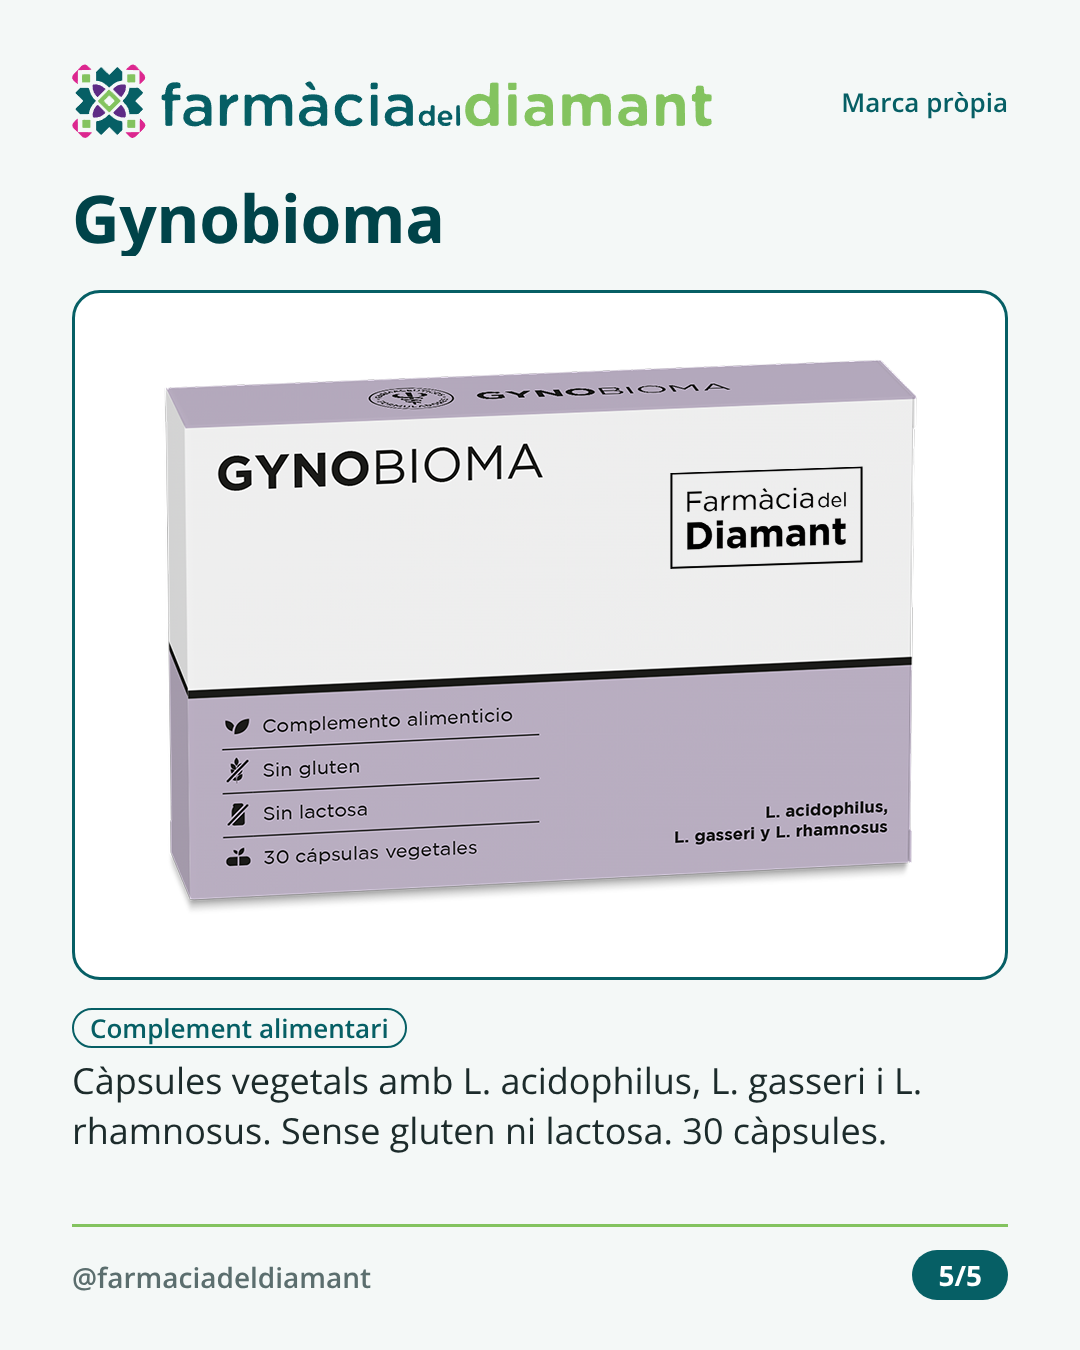 farmàciadeldiamant
Marca pròpia
Gynobioma
GYNOBIOMA
GYNOBIOMA
Farmàcia del
Diamant
Complemento alimenticio
Sin gluten
Sin lactosa
30 cápsulas vegetales
L. acidophilus,
L. gasseri y L. rhamnosus
Complement alimentari
Càpsules vegetals amb L. acidophilus, L. gasseri i L.
rhamnosus. Sense gluten ni lactosa. 30 càpsules.
@farmaciadeldiamant
5/5